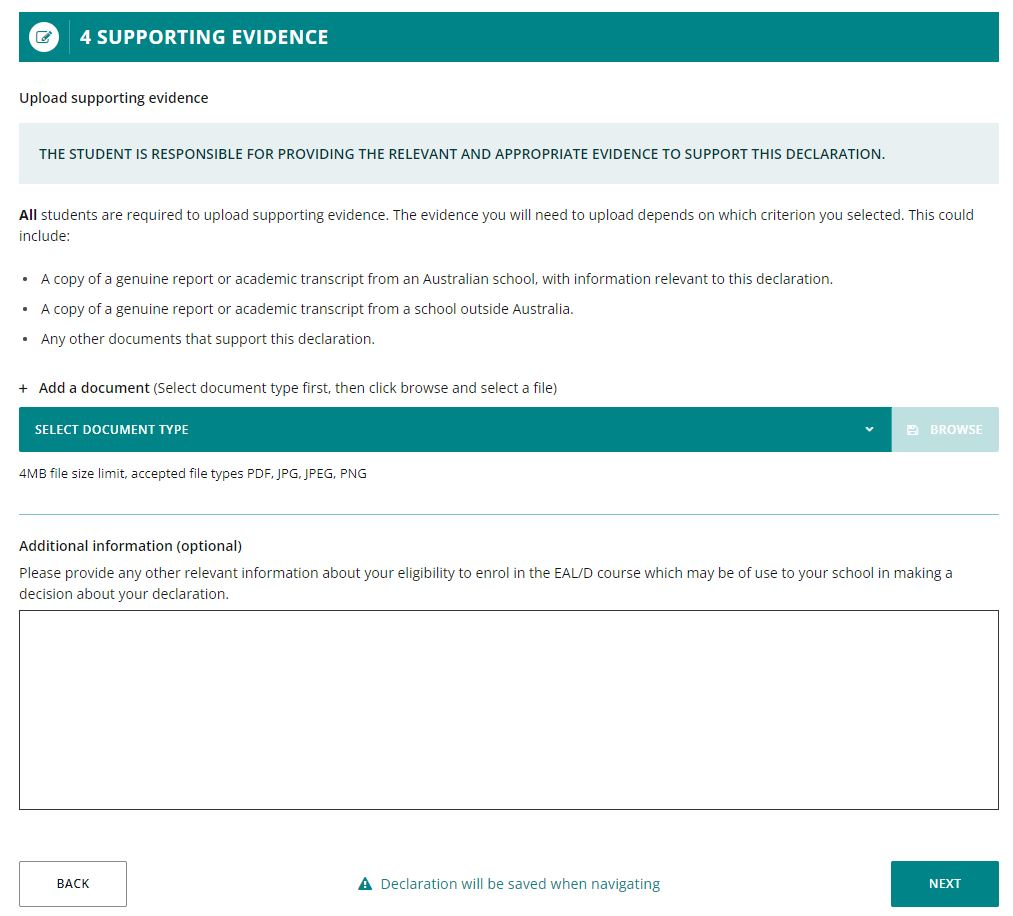 4 SUPPORTING EVIDENCE
Upload supporting evidence
THE STUDENT IS RESPONSIBLE FOR PROVIDING THE RELEVANT AND APPROPRIATE EVIDENCE TO SUPPORT THIS DECLARATION.
All students are required to upload supporting evidence. The evidence you will need to upload depends on which criterion you selected. This could
include:
• A copy of a genuine report or academic transcript from an Australian school, with information relevant to this declaration.
• A copy of a genuine report or academic transcript from a school outside Australia.
• Any other documents that support this declaration.
+ Add a document (Select document type first, then click browse and select a file)
SELECT DOCUMENT TYPE BROWSE
4MB file size limit, accepted file types PDF, JPG, JPEG, PNG
Additional information (optional)
Please provide any other relevant information about your eligibility to enrol in the EAL/D course which may be of use to your school in making a
decision about your declaration.
BACK Declaration will be saved when navigating NEXT